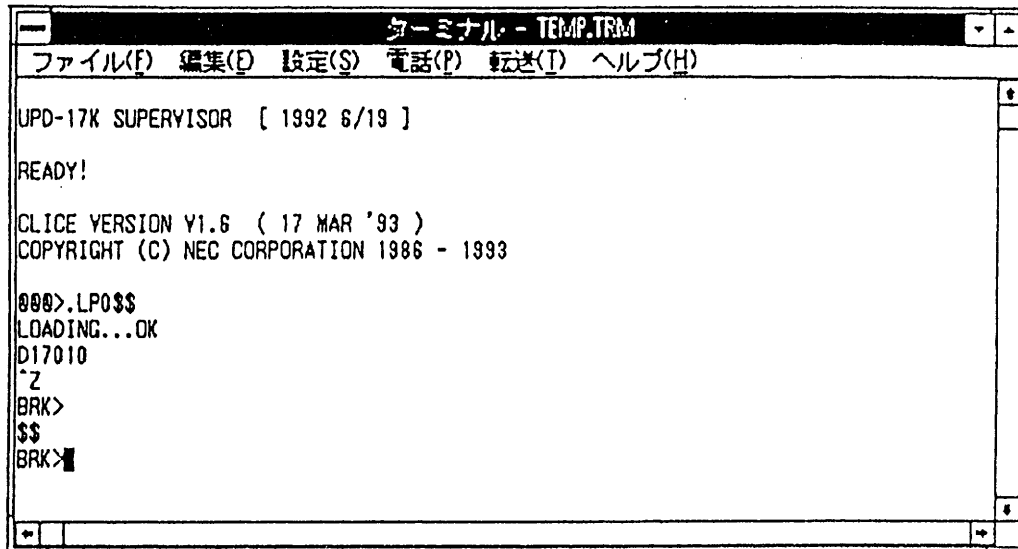 ターミナル - TEMP.TRM
ファイル(F) 編集(E) 設定(S) 電話(P) 転送(T) ヘルプ(H)
UPD-17K SUPERVISOR [ 1992 6/19 ]
READY!
CLICE VERSION V1.6 ( 17 MAR '93 )
COPYRIGHT (C) NEC CORPORATION 1986 - 1993
@@@>.LP0$$
LOADING...OK
D17010
^Z
BRK>
$$
BRK>